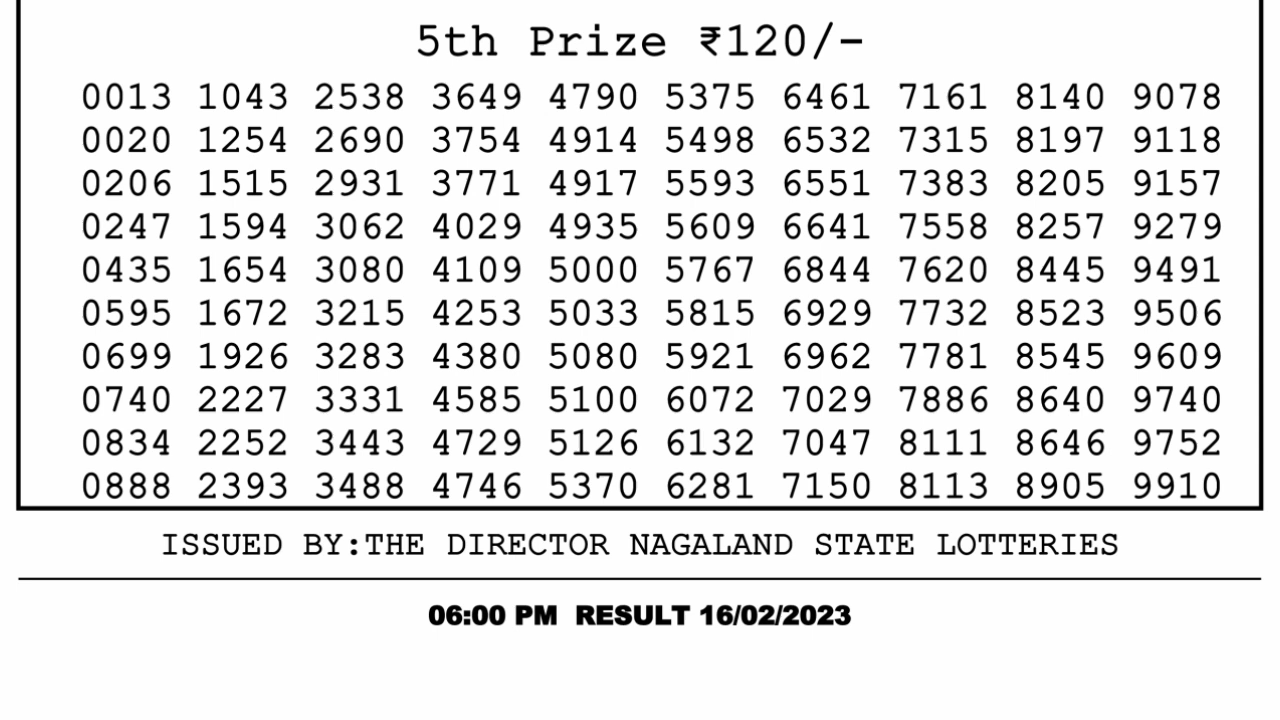 5th Prize ₹120/-
0013 1043 2538 3649 4790 5375 6461 7161 8140 9078
0020 1254 2690 3754 4914 5498 6532 7315 8197 9118
0206 1515 2931 3771 4917 5593 6551 7383 8205 9157
0247 1594 3062 4029 4935 5609 6641 7558 8257 9279
0435 1654 3080 4109 5000 5767 6844 7620 8445 9491
0595 1672 3215 4253 5033 5815 6929 7732 8523 9506
0699 1926 3283 4380 5080 5921 6962 7781 8545 9609
0740 2227 3331 4585 5100 6072 7029 7886 8640 9740
0834 2252 3443 4729 5126 6132 7047 8111 8646 9752
0888 2393 3488 4746 5370 6281 7150 8113 8905 9910
ISSUED BY:THE DIRECTOR NAGALAND STATE LOTTERIES
06:00 PM RESULT 16/02/2023